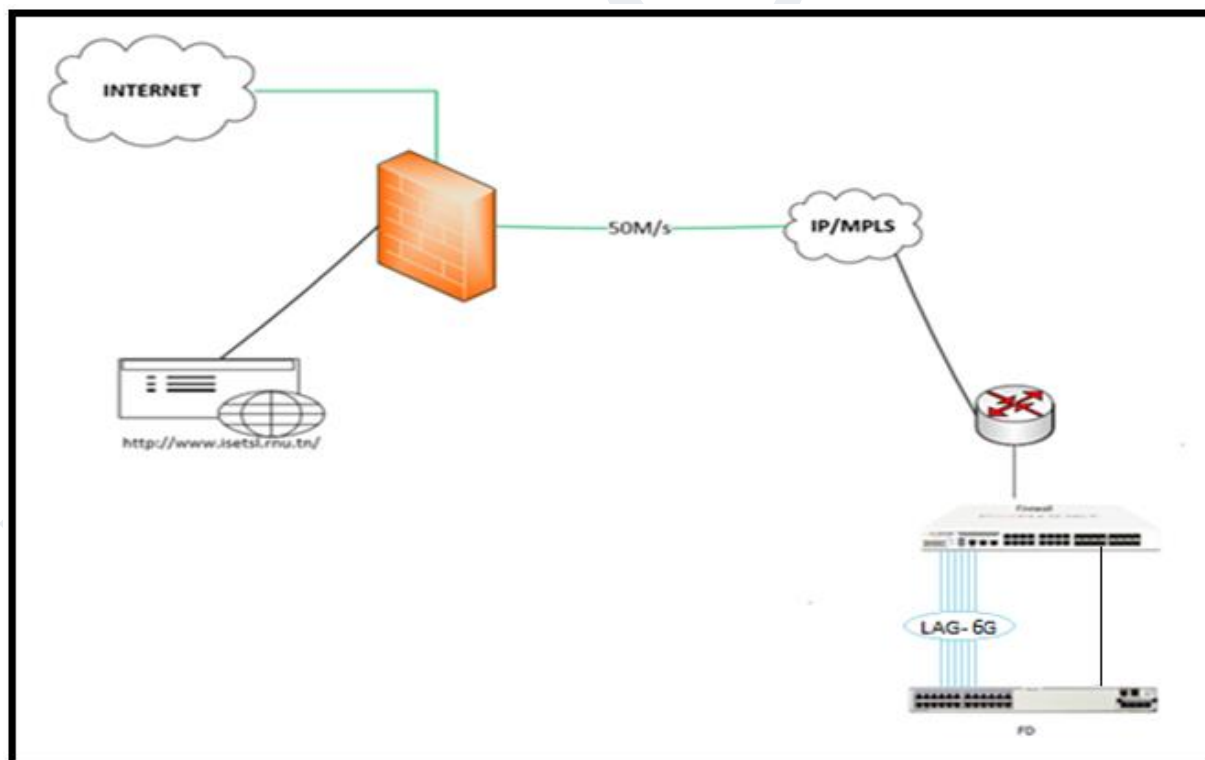 INTERNET
50M/s
IP/MPLS
http://www.isetsl.rnu.tn/
Firewall
LAG-6G
FD